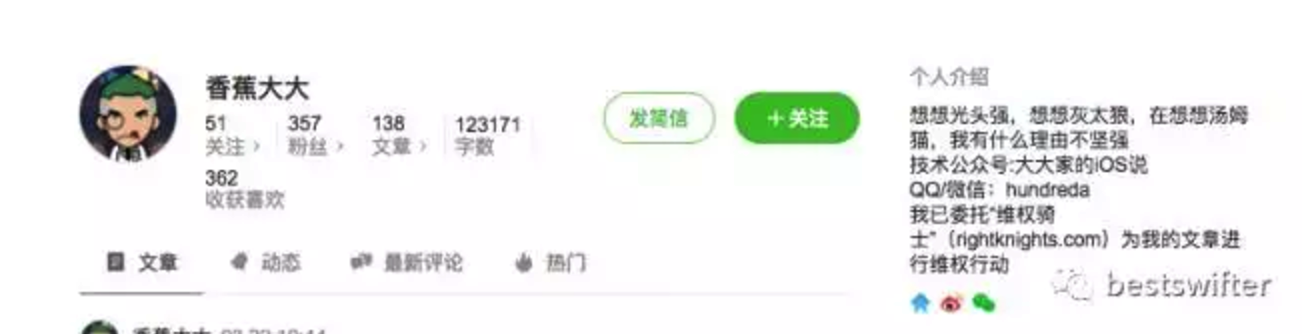 香蕉大大
51 357 138 123171
关注 › 粉丝 › 文章 › 字数
362
收获喜欢
发简信 +关注
文章 动态 最新评论 热门
个人介绍
想想光头强，想想灰太狼，在想想汤姆
猫，我有什么理由不坚强
技术公众号:大大家的iOS说
QQ/微信：hundreda
我已委托“维权骑
士”（rightknights.com）为我的文章进
行维权行动
bestswifter
香蕉大大